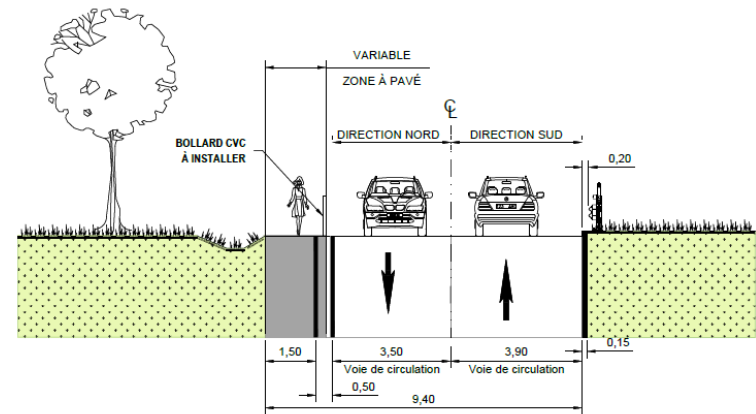 VARIABLE
ZONE À PAVÉ
℄
BOLLARD CVC
À INSTALLER
DIRECTION NORD
DIRECTION SUD
0,20
1,50
3,50
3,90
0,15
Voie de circulation
Voie de circulation
0,50
9,40